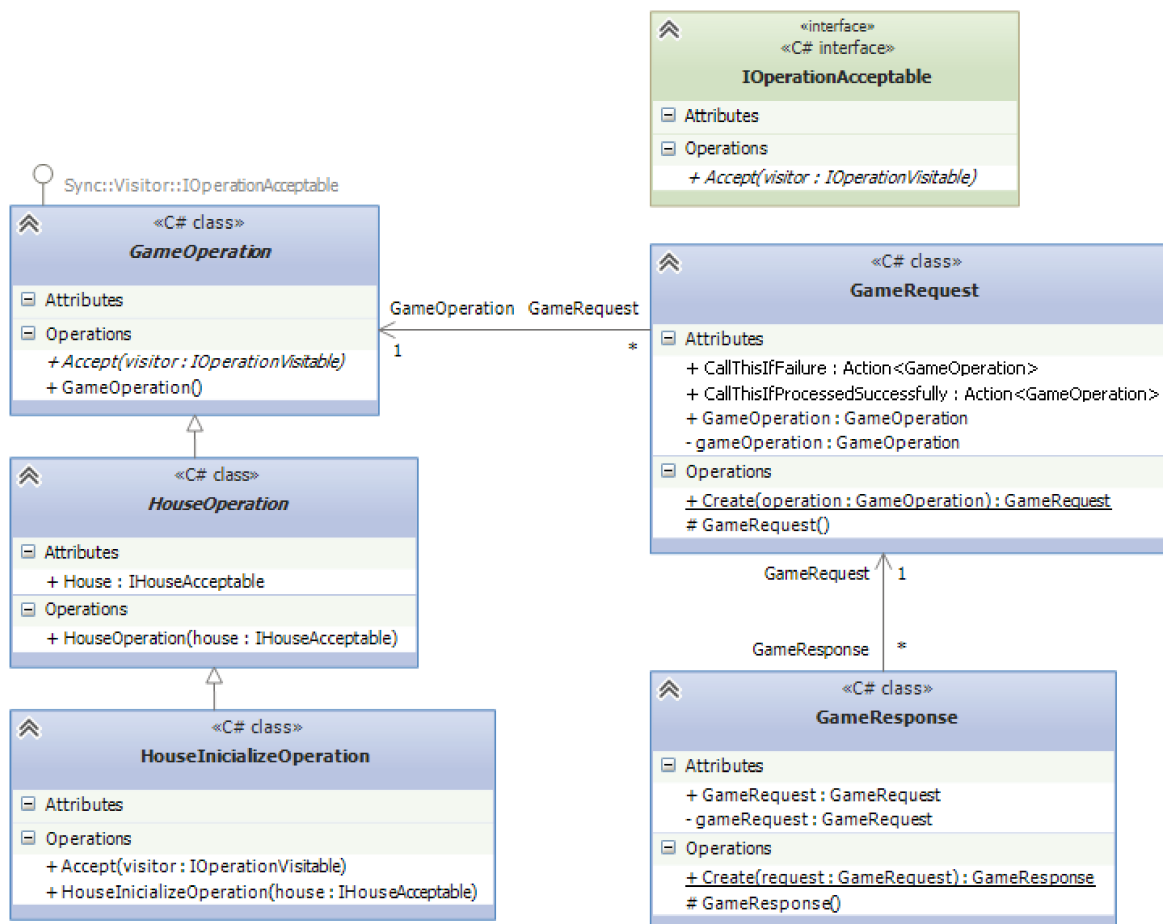 «interface»
«C# interface»
IOperationAcceptable
Attributes
Operations
+ Accept(visitor : IOperationVisitable)
Sync::Visitor::IOperationAcceptable
«C# class»
GameOperation
Attributes
Operations
+ Accept(visitor : IOperationVisitable)
+ GameOperation()
GameOperation GameRequest
1 *
«C# class»
GameRequest
Attributes
+ CallThisIfFailure : Action<GameOperation>
+ CallThisIfProcessedSuccessfully : Action<GameOperation>
+ GameOperation : GameOperation
- gameOperation : GameOperation
Operations
+ Create(operation : GameOperation) : GameRequest
# GameRequest()
«C# class»
HouseOperation
Attributes
+ House : IHouseAcceptable
Operations
+ HouseOperation(house : IHouseAcceptable)
GameRequest 1
GameResponse *
«C# class»
HouseInicializeOperation
Attributes
Operations
+ Accept(visitor : IOperationVisitable)
+ HouseInicializeOperation(house : IHouseAcceptable)
«C# class»
GameResponse
Attributes
+ GameRequest : GameRequest
- gameRequest : GameRequest
Operations
+ Create(request : GameRequest) : GameResponse
# GameResponse()